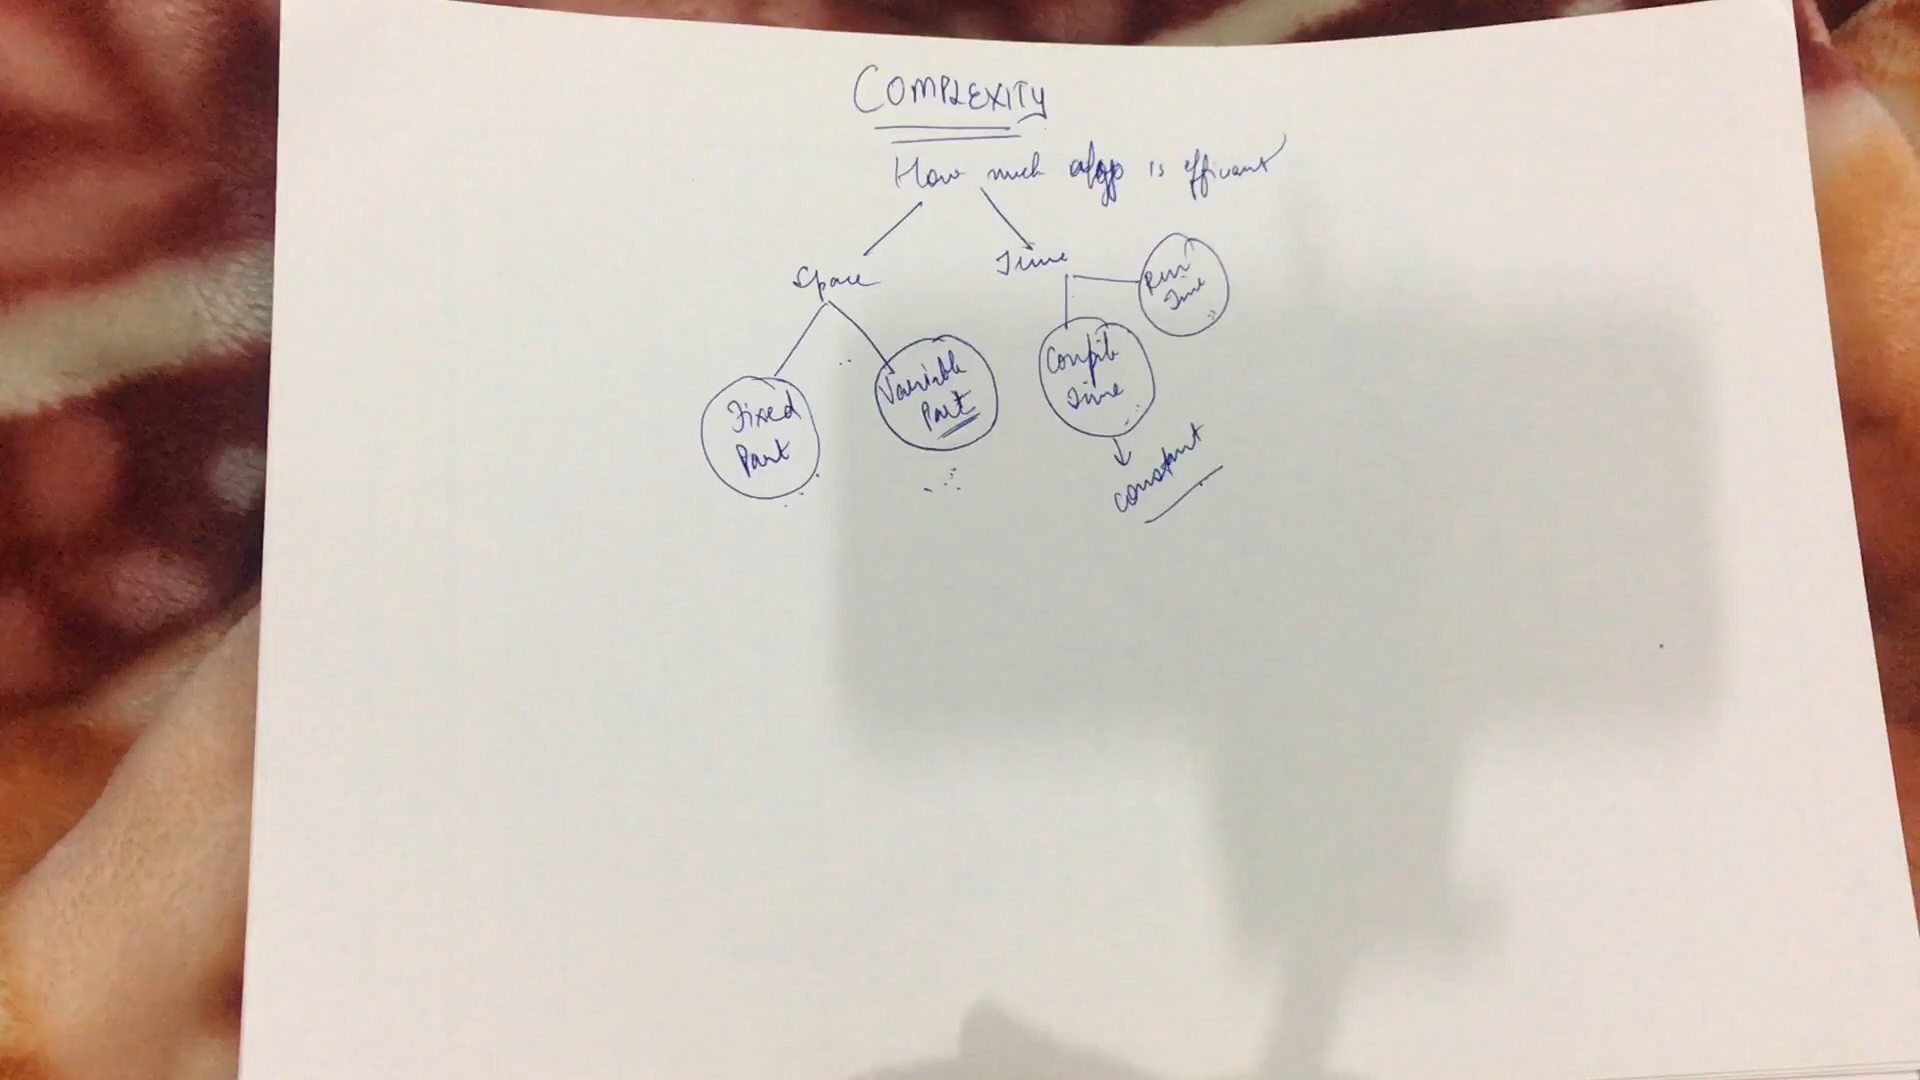 COMPLEXITY
How much algo is efficient
Space
Time
Run
Time
Fixed
Part
Variable
Part
Compile
Time
constant